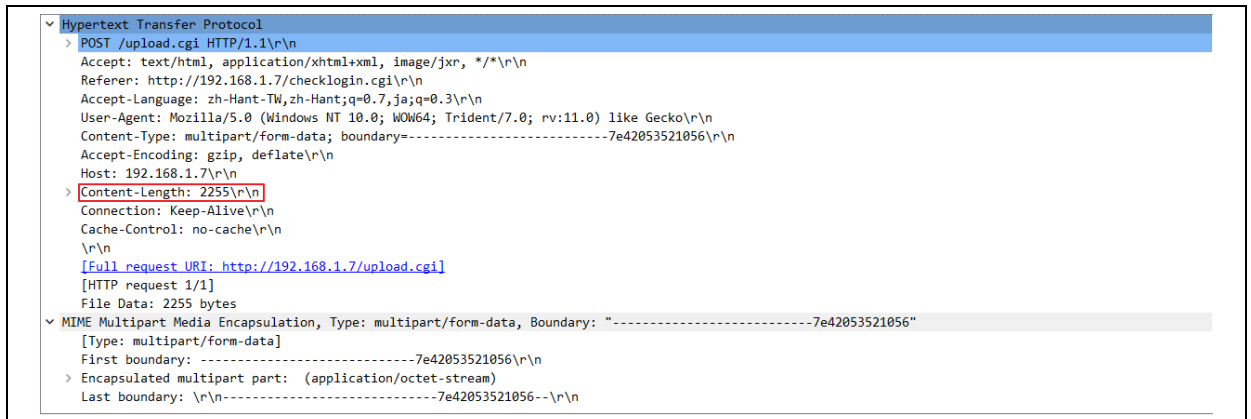 Hypertext Transfer Protocol
POST /upload.cgi HTTP/1.1\r\n
Accept: text/html, application/xhtml+xml, image/jxr, */*\r\n
Referer: http://192.168.1.7/checklogin.cgi\r\n
Accept-Language: zh-Hant-TW,zh-Hant;q=0.7,ja;q=0.3\r\n
User-Agent: Mozilla/5.0 (Windows NT 10.0; WOW64; Trident/7.0; rv:11.0) like Gecko\r\n
Content-Type: multipart/form-data; boundary=---------------------------7e42053521056\r\n
Accept-Encoding: gzip, deflate\r\n
Host: 192.168.1.7\r\n
Content-Length: 2255\r\n
Connection: Keep-Alive\r\n
Cache-Control: no-cache\r\n
\r\n
[Full request URI: http://192.168.1.7/upload.cgi]
[HTTP request 1/1]
File Data: 2255 bytes
MIME Multipart Media Encapsulation, Type: multipart/form-data, Boundary: "---------------------------7e42053521056"
[Type: multipart/form-data]
First boundary: -----------------------------7e42053521056\r\n
Encapsulated multipart part:  (application/octet-stream)
Last boundary: \r\n-----------------------------7e42053521056--\r\n